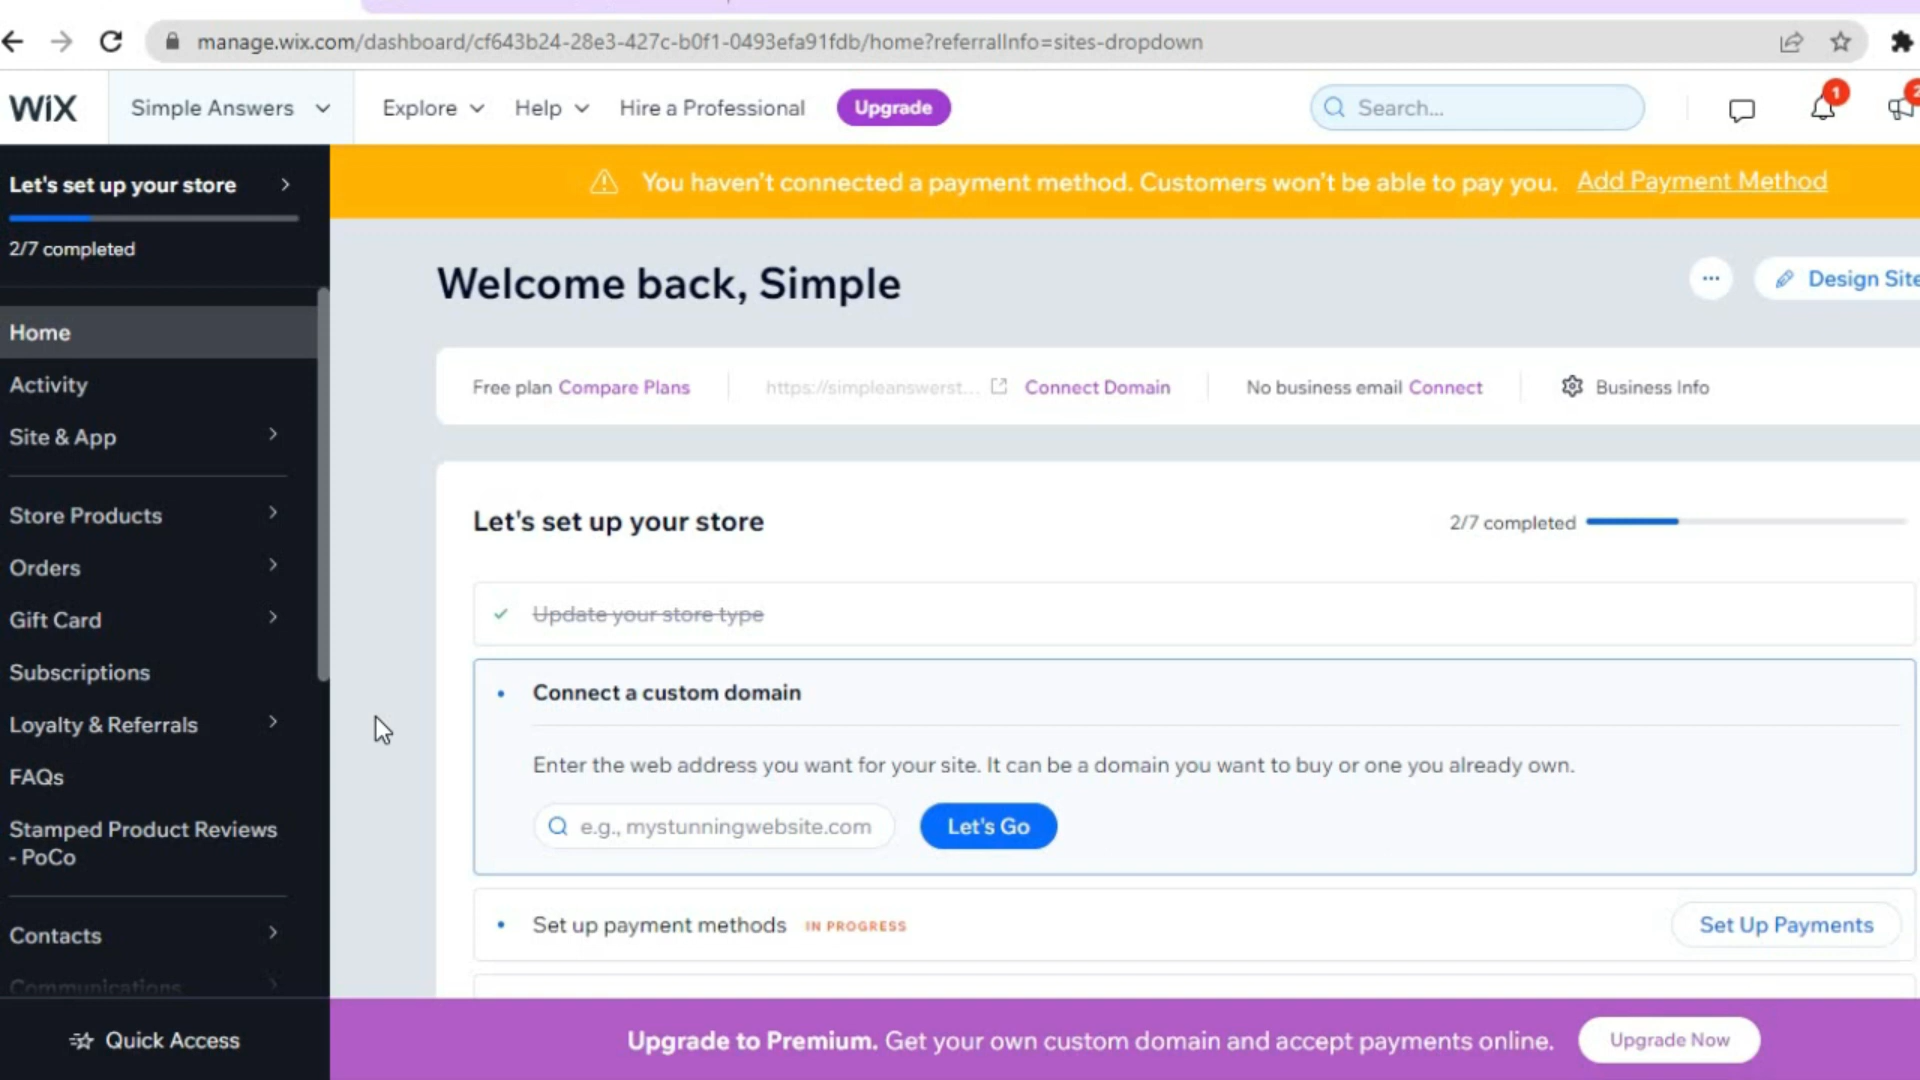 manage.wix.com/dashboard/cf643b24-28e3-427c-b0f1-0493efa91fdb/home?referralInfo=sites-dropdown
WiX Simple Answers Explore Help Hire a Professional Upgrade Search... 1 2
Let's set up your store
2/7 completed
You haven't connected a payment method. Customers won't be able to pay you. Add Payment Method
Home
Activity
Site & App
Store Products
Orders
Gift Card
Subscriptions
Loyalty & Referrals
FAQs
Stamped Product Reviews
- PoCo
Contacts
Communications
Quick Access
Welcome back, Simple
... Design Site
Free plan Compare Plans https://simpleanswerst... Connect Domain No business email Connect Business Info
Let's set up your store 2/7 completed
Update your store type
Connect a custom domain
Enter the web address you want for your site. It can be a domain you want to buy or one you already own.
e.g., mystunningwebsite.com Let's Go
Set up payment methods IN PROGRESS Set Up Payments
Upgrade to Premium. Get your own custom domain and accept payments online. Upgrade Now